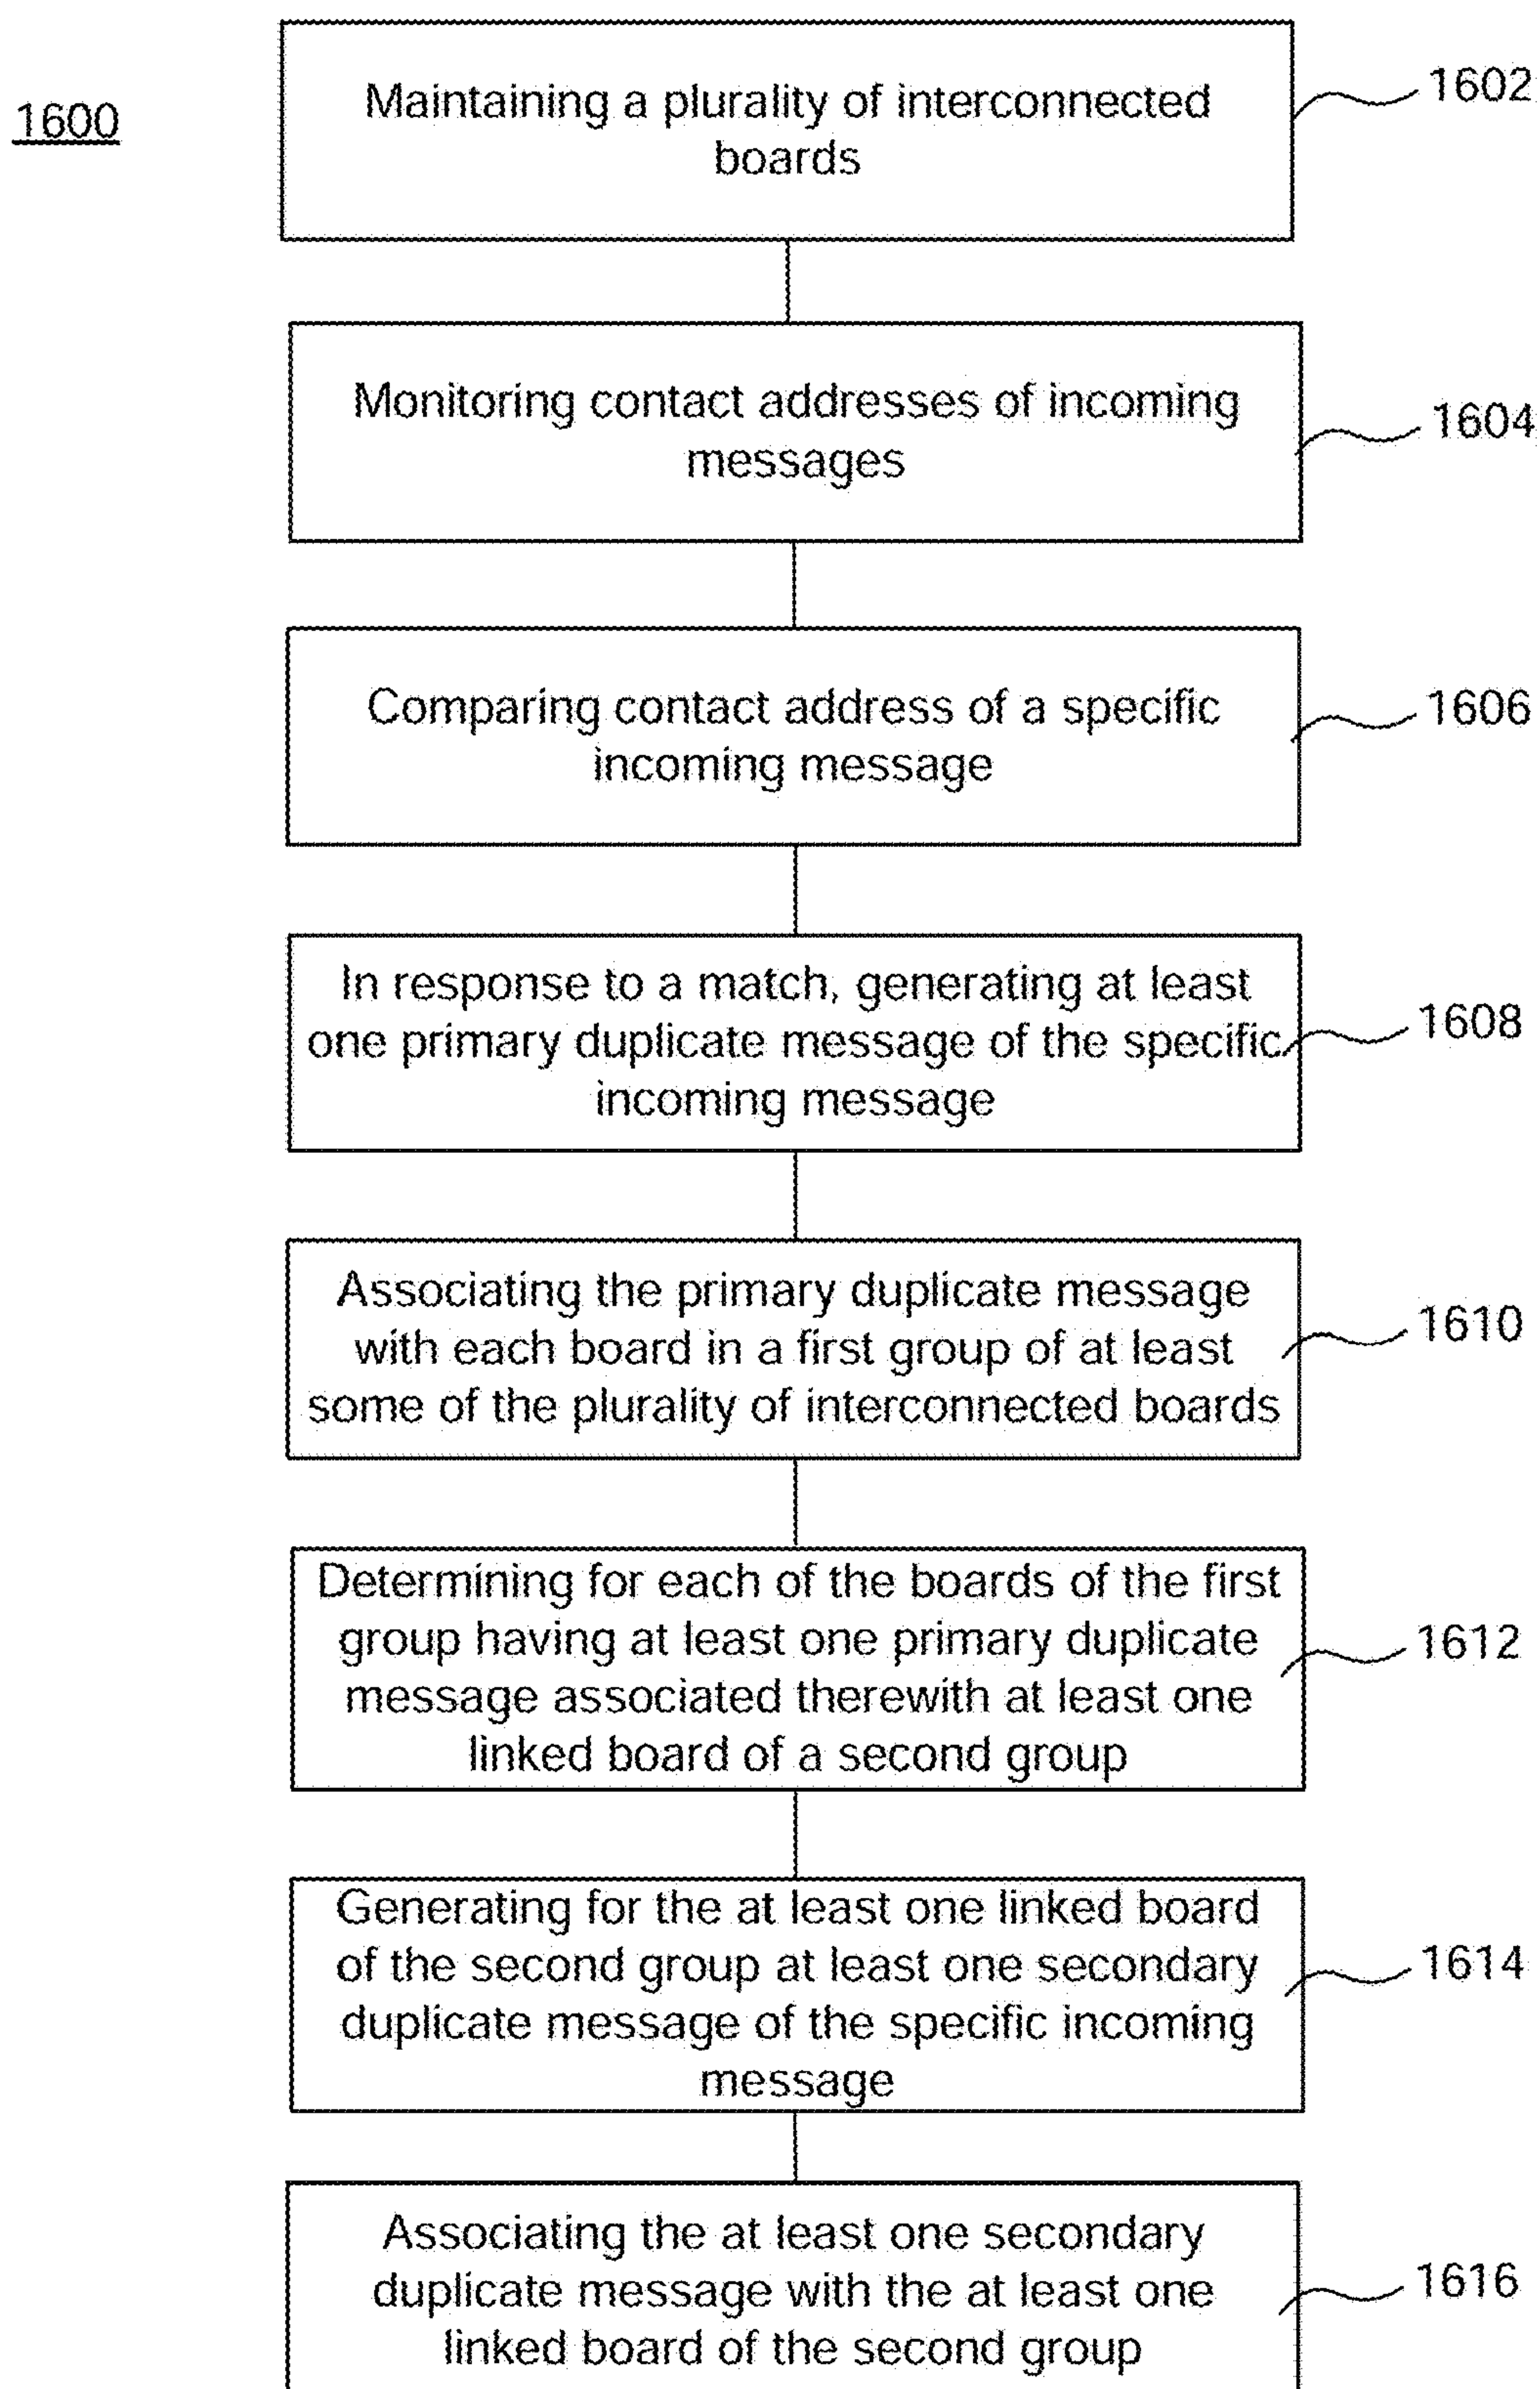 1600
Maintaining a plurality of interconnected
boards
1602
Monitoring contact addresses of incoming
messages
1604
Comparing contact address of a specific
incoming message
1606
In response to a match, generating at least
one primary duplicate message of the specific
incoming message
1608
Associating the primary duplicate message
with each board in a first group of at least
some of the plurality of interconnected boards
1610
Determining for each of the boards of the first
group having at least one primary duplicate
message associated therewith at least one
linked board of a second group
1612
Generating for the at least one linked board
of the second group at least one secondary
duplicate message of the specific incoming
message
1614
Associating the at least one secondary
duplicate message with the at least one
linked board of the second group
1616